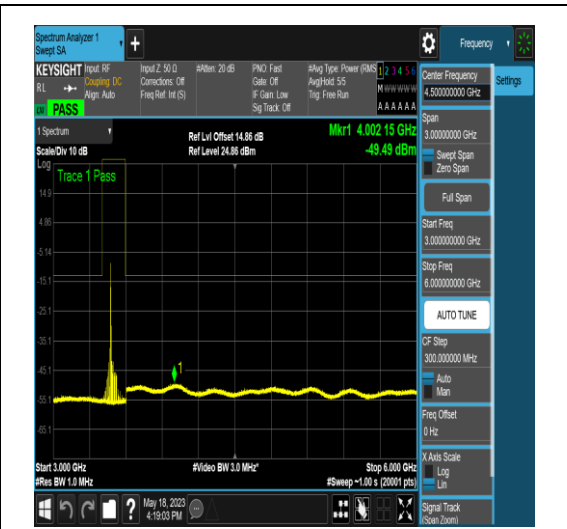 Spectrum Analyzer 1
Swept SA
+
Frequency
KEYSIGHT
Input: RF
Coupling: DC
Align: Auto
Input Z: 50 Ω
Corrections: Off
Freq Ref: Int (S)
#Atten: 20 dB
PNO: Fast
Gate: Off
IF Gain: Low
Sig Track: Off
#Avg Type: Power (RMS
Avg|Hold: 5/5
Trig: Free Run
1 2 3 4 5 6
M W W W W W
A A A A A A
RL
LXI
PASS
1 Spectrum
Scale/Div 10 dB
Ref Lvl Offset 14.86 dB
Ref Level 24.86 dBm
Mkr1 4.002 15 GHz
-49.49 dBm
Log
Trace 1 Pass
14.9
4.86
-5.14
-15.1
-25.1
-35.1
-45.1
-55.1
-65.1
1
Start 3.000 GHz
#Res BW 1.0 MHz
#Video BW 3.0 MHz*
Stop 6.000 GHz
#Sweep ~1.00 s (20001 pts)
Center Frequency
4.500000000 GHz
Settings
Span
3.00000000 GHz
Swept Span
Zero Span
Full Span
Start Freq
3.000000000 GHz
Stop Freq
6.000000000 GHz
AUTO TUNE
CF Step
300.000000 MHz
Auto
Man
Freq Offset
0 Hz
X Axis Scale
Log
Lin
Signal Track
(Span Zoom)
?
May 18, 2023
4:19:03 PM